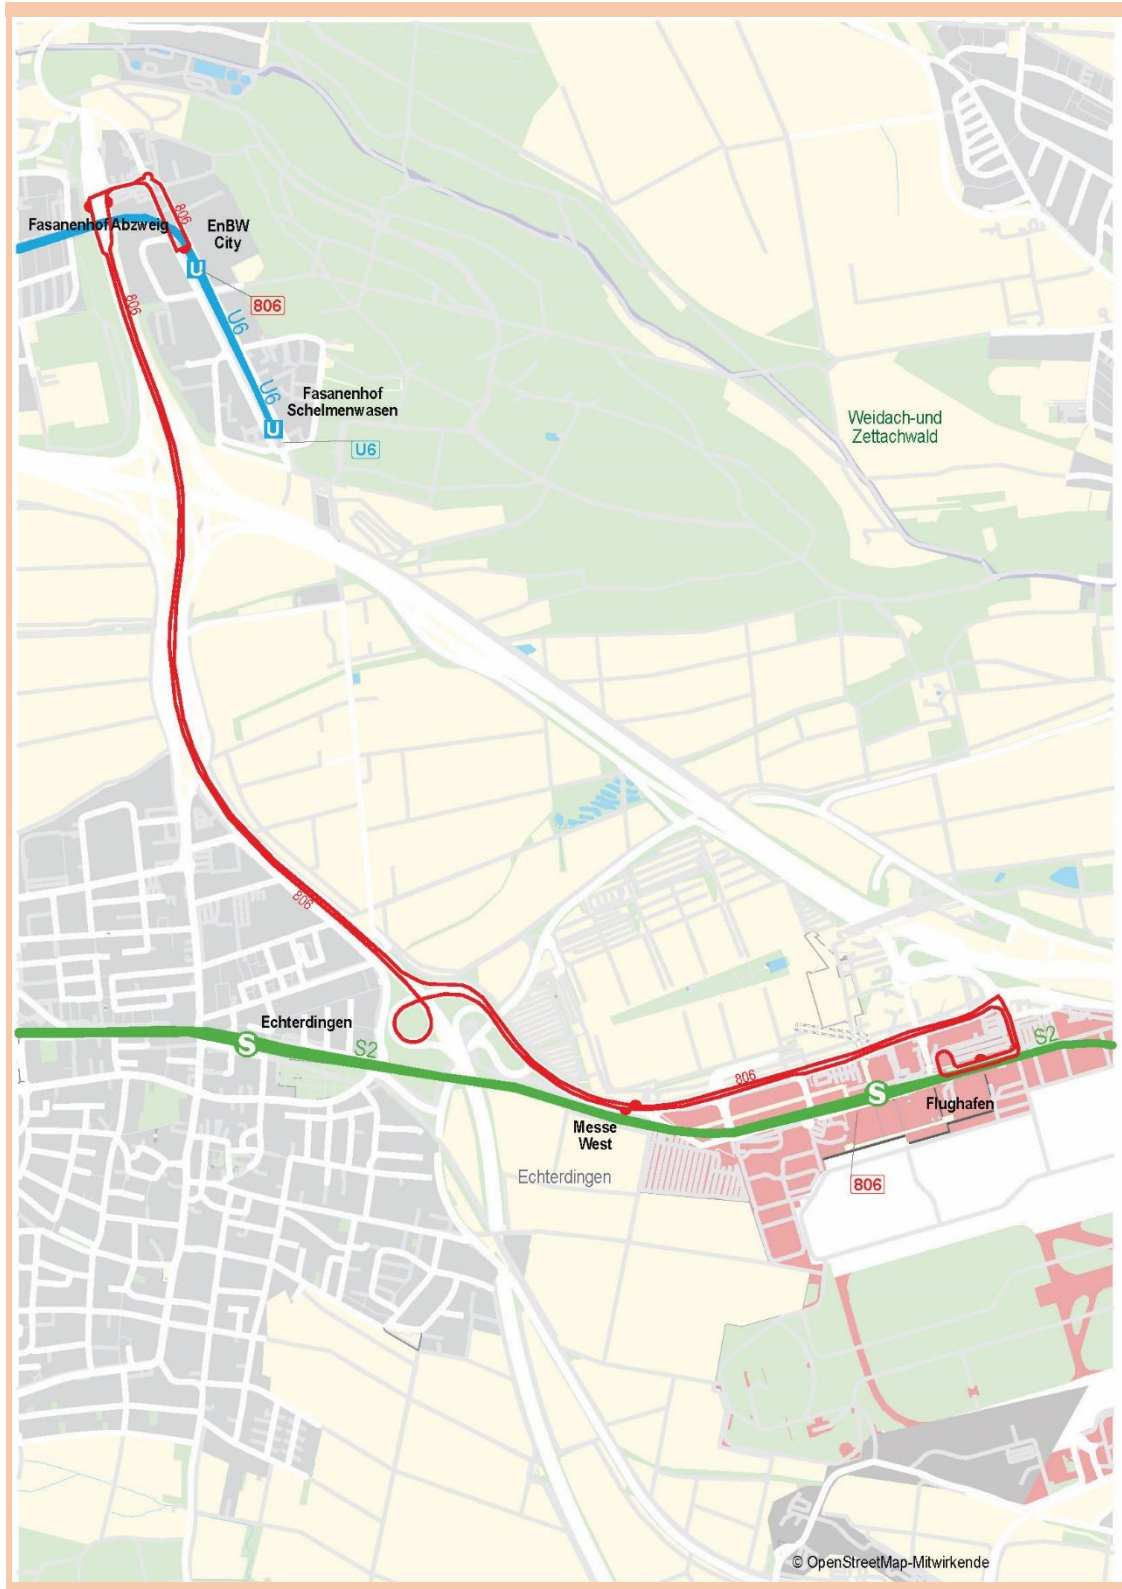 806
Fasanenhof Abzweig
EnBW
City
U
806
806
U6
U6
Fasanenhof
Schelmenwasen
U
U6
Weidach-und
Zettachwald
806
Echterdingen
S
S2
S2
806
S
Flughafen
Messe
West
Echterdingen
806
© OpenStreetMap-Mitwirkende